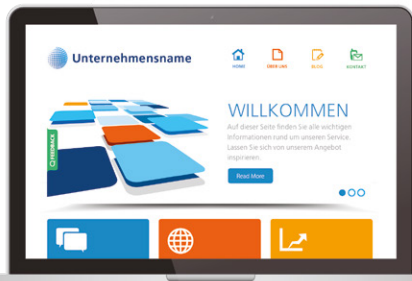 Unternehmensname
HOME
ÜBER UNS
BLOG
KONTAKT
WILLKOMMEN
Auf dieser Seite finden Sie alle wichtigen
Informationen rund um unseren Service.
Lassen Sie sich von unserem Angebot
inspirieren.
Read More
FEEDBACK